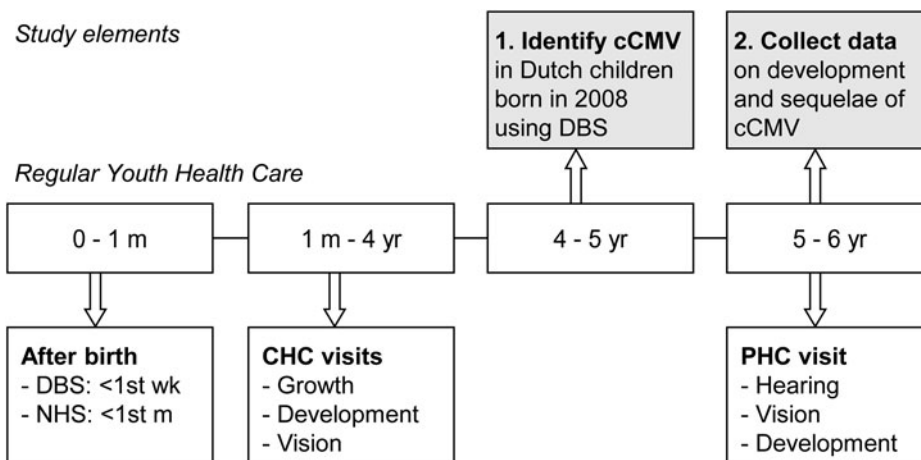 Study elements
1. Identify cCMV
in Dutch children
born in 2008
using DBS
2. Collect data
on development
and sequelae of
cCMV
Regular Youth Health Care
0 - 1 m
1 m - 4 yr
4 - 5 yr
5 - 6 yr
After birth
- DBS: <1st wk
- NHS: <1st m
CHC visits
- Growth
- Development
- Vision
PHC visit
- Hearing
- Vision
- Development